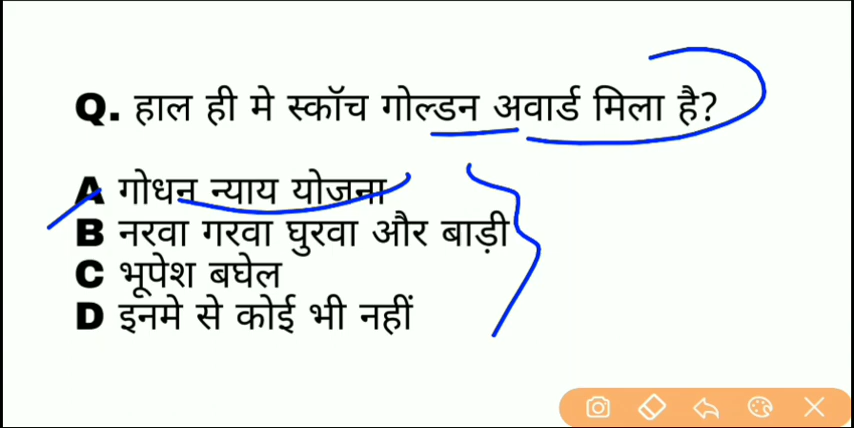 Q. हाल ही मे स्कॉच गोल्डन अवार्ड मिला है?
A गोधन न्याय योजना
B नरवा गरवा घुरवा और बाड़ी
C भूपेश बघेल
D इनमे से कोई भी नहीं